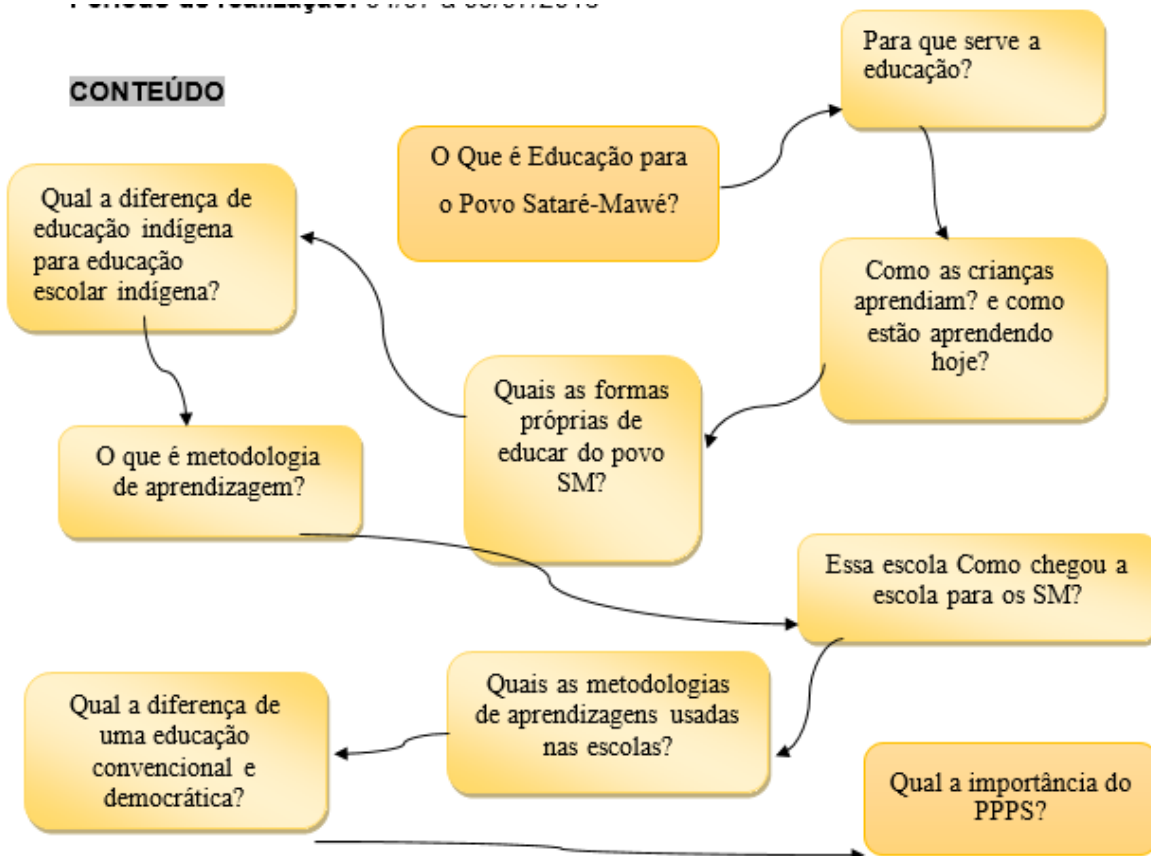 Período de realização:
CONTEÚDO
O Que é Educação para
o Povo Sataré-Mawé?
Para que serve a
educação?
Como as crianças
aprendiam? e como
estão aprendendo
hoje?
Quais as formas
próprias de
educar do povo
SM?
Qual a diferença de
educação indígena
para educação
escolar indígena?
O que é metodologia
de aprendizagem?
Essa escola Como chegou a
escola para os SM?
Quais as metodologias
de aprendizagens usadas
nas escolas?
Qual a diferença de
uma educação
convencional e
democrática?
Qual a importância do
PPPS?